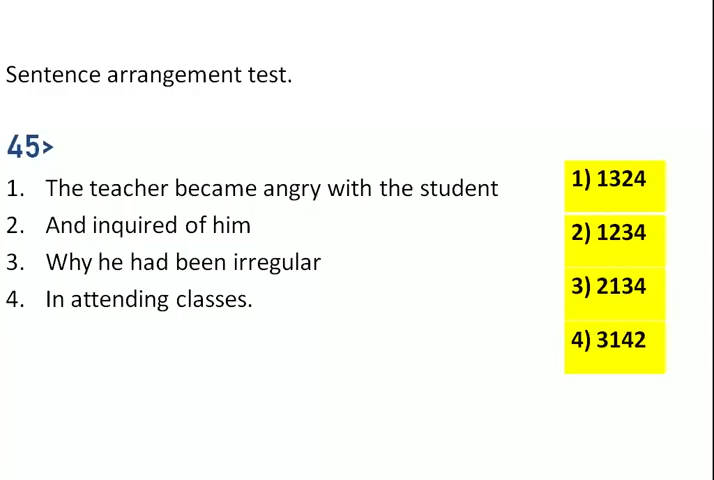 Sentence arrangement test.
45>
1. The teacher became angry with the student
2. And inquired of him
3. Why he had been irregular
4. In attending classes.
1) 1324
2) 1234
3) 2134
4) 3142